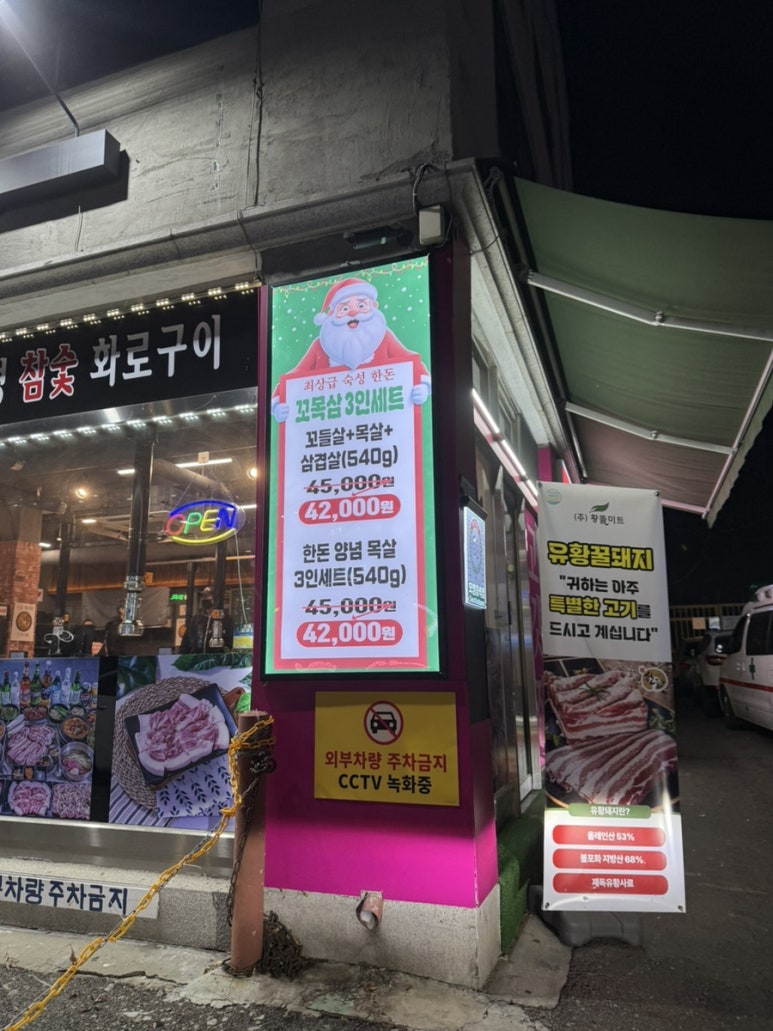 참숯 화로구이
OPEN
최상급 숙성 한돈
꼬목삼 3인세트
꼬들살+목살+
삼겹살(540g)
45,000원
42,000원
한돈 양념 목살
3인세트(540g)
45,000원
42,000원
외부차량 주차금지
CCTV 녹화중
부차량 주차금지
(주) 황풀미트
유황꿀돼지
"귀하는 아주
특별한 고기를
드시고 계십니다"
유황돼지란?
올레인산 53%
불포화 지방산 68%.
제독유황사료